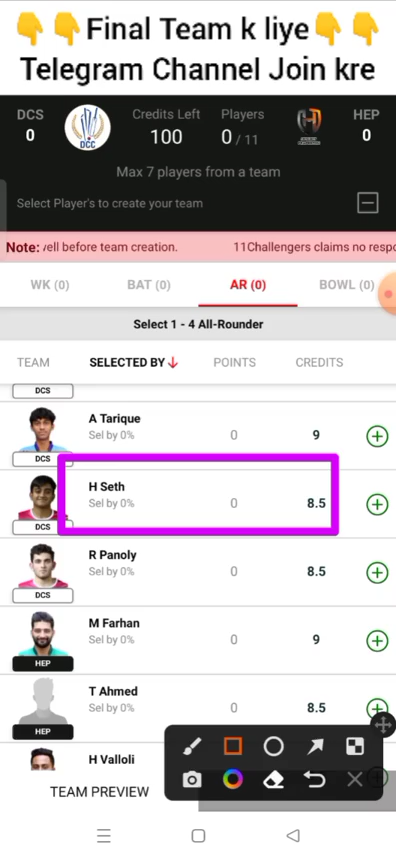 👇👇Final Team k liye👇👇
Telegram Channel Join kre
DCS
0
DCC
Credits Left
100
Players
0 / 11
HEP
0
Max 7 players from a team
Select Player's to create your team
Note: vell before team creation. 11Challengers claims no respo
WK (0) BAT (0) AR (0) BOWL (0)
Select 1 - 4 All-Rounder
TEAM SELECTED BY POINTS CREDITS
DCS
A Tarique
Sel by 0% 0 9
DCS
H Seth
Sel by 0% 0 8.5
DCS
R Panoly
Sel by 0% 0 8.5
DCS
M Farhan
Sel by 0% 0 9
HEP
T Ahmed
Sel by 0% 0 8.5
HEP
H Valloli
TEAM PREVIEW